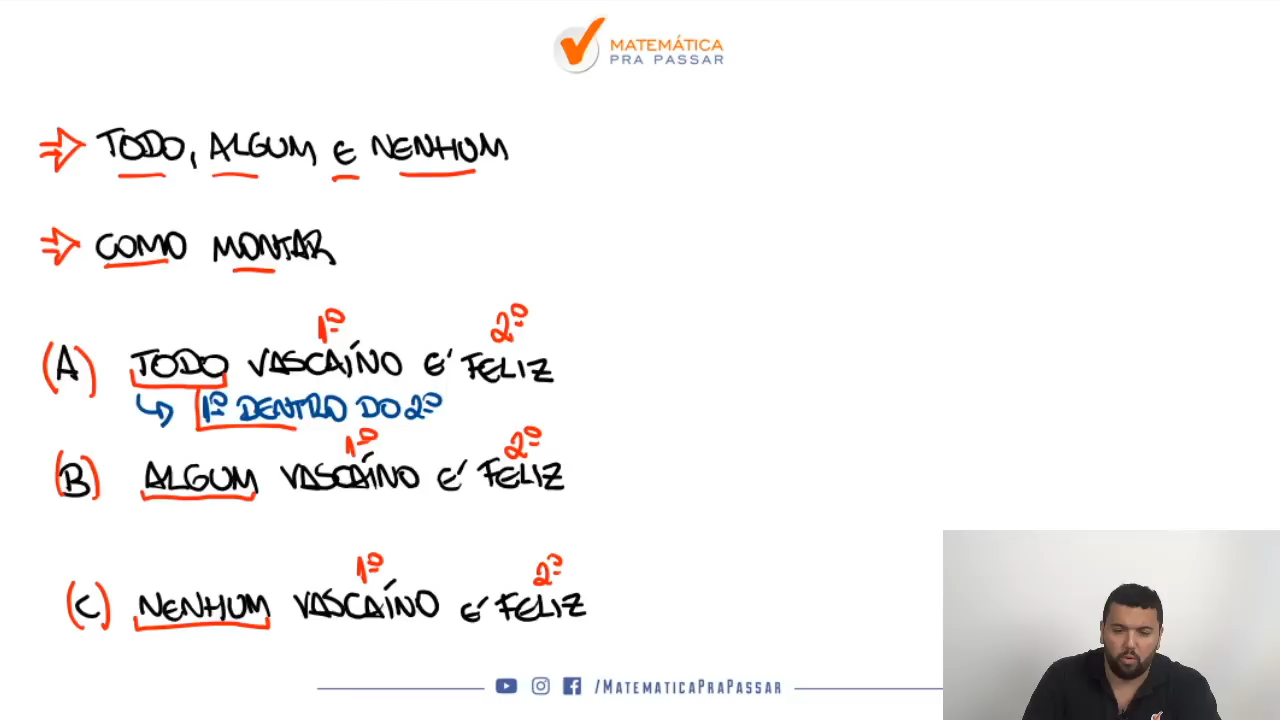 MATEMÁTICA
PRA PASSAR
TODO, ALGUM E NENHUM
COMO MONTAR
1º 2º
(A) TODO VASCAÍNO É FELIZ
1º DENTRO DO 2º
1º 2º
(B) ALGUM VASCAÍNO É FELIZ
1º 2º
(C) NENHUM VASCAÍNO É FELIZ
/MATEMATICAPRAPASSAR